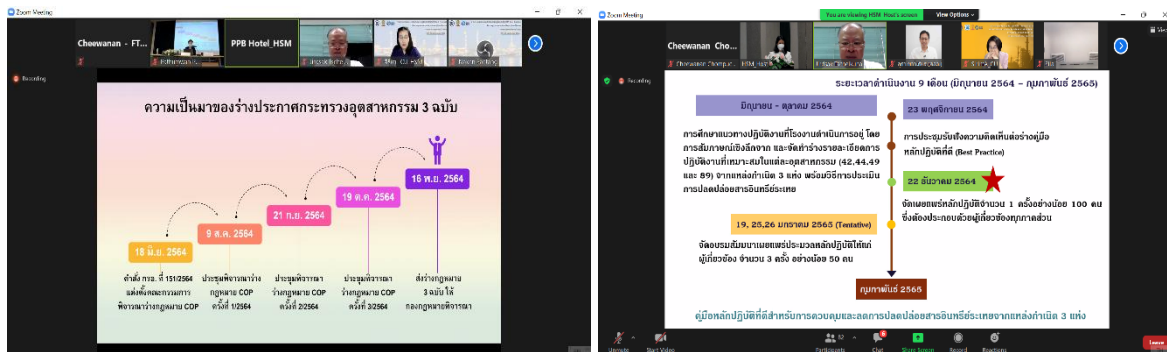 Zoom Meeting
Cheewanan - FT...
PPB Hotel_HSM
Recording
ความเป็นมาของร่างประกาศกระทรวงอุตสาหกรรม 3 ฉบับ
16 พ.ย. 2564
19 ต.ค. 2564
21 ก.ย. 2564
9 ส.ค. 2564
18 มิ.ย. 2564
คำสั่ง กรอ. ที่ 151/2564
แต่งตั้งคณะกรรมการ
พิจารณาร่างกฎหมาย COP
ประชุมพิจารณาร่าง
กฎหมาย COP
ครั้งที่ 1/2564
ประชุมพิจารณา
ร่างกฎหมาย COP
ครั้งที่ 2/2564
ประชุมพิจารณา
ร่างกฎหมาย COP
ครั้งที่ 3/2564
ส่งร่างกฎหมาย
3 ฉบับ ให้
กองกฎหมายพิจารณา
Zoom Meeting
You are viewing HSM_Host's screen
View Options
View
Cheewanan Cho...
Recording
ระยะเวลาดำเนินงาน 9 เดือน (มิถุนายน 2564 – กุมภาพันธ์ 2565)
มิถุนายน - ตุลาคม 2564
การศึกษาแนวทางปฏิบัติงานที่โรงงานดำเนินการอยู่ โดย
การสัมภาษณ์เชิงลึกจาก และจัดทำร่างรายละเอียดการ
ปฏิบัติงานที่เหมาะสมในแต่ละอุตสาหกรรม (42,44,49
และ 89) จากแหล่งกำเนิด 3 แห่ง พร้อมวิธีการประเมิน
การปลดปล่อยสารอินทรีย์ระเหย
23 พฤศจิกายน 2564
การประชุมรับฟังความคิดเห็นต่อร่างคู่มือ
หลักปฏิบัติที่ดี (Best Practice)
22 ธันวาคม 2564
จัดเผยแพร่หลักปฏิบัติจำนวน 1 ครั้งอย่างน้อย 100 คน
ซึ่งต้องประกอบด้วยผู้เกี่ยวข้องทุกภาคส่วน
19, 25,26 มกราคม 2565 (Tentative)
จัดอบรมสัมมนาเผยแพร่ประมวลหลักปฏิบัติให้แก่
ผู้เกี่ยวข้อง จำนวน 3 ครั้ง อย่างน้อย 50 คน
กุมภาพันธ์ 2565
คู่มือหลักปฏิบัติที่ดีสำหรับการควบคุมและลดการปลดปล่อยสารอินทรีย์ระเหยจากแหล่งกำเนิด 3 แห่ง
Unmute
Start Video
Participants
Chat
Share Screen
Record
Reactions
Leave